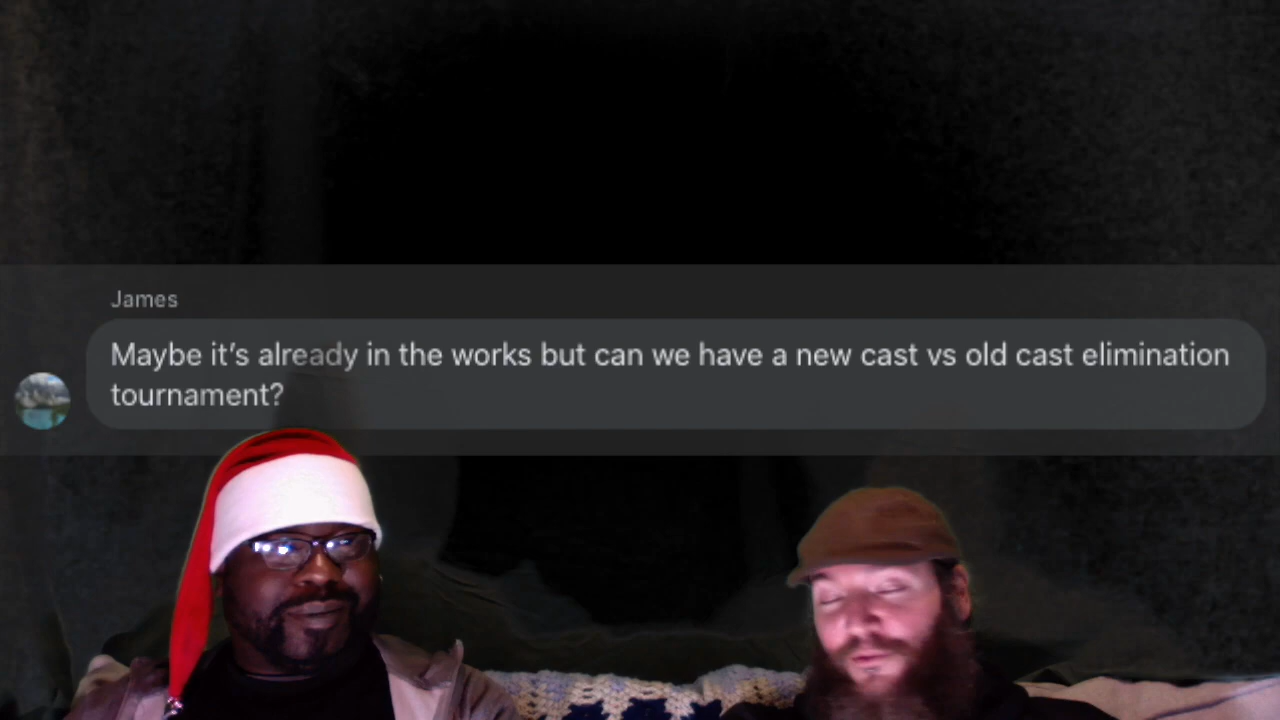 James
Maybe it’s already in the works but can we have a new cast vs old cast elimination
tournament?